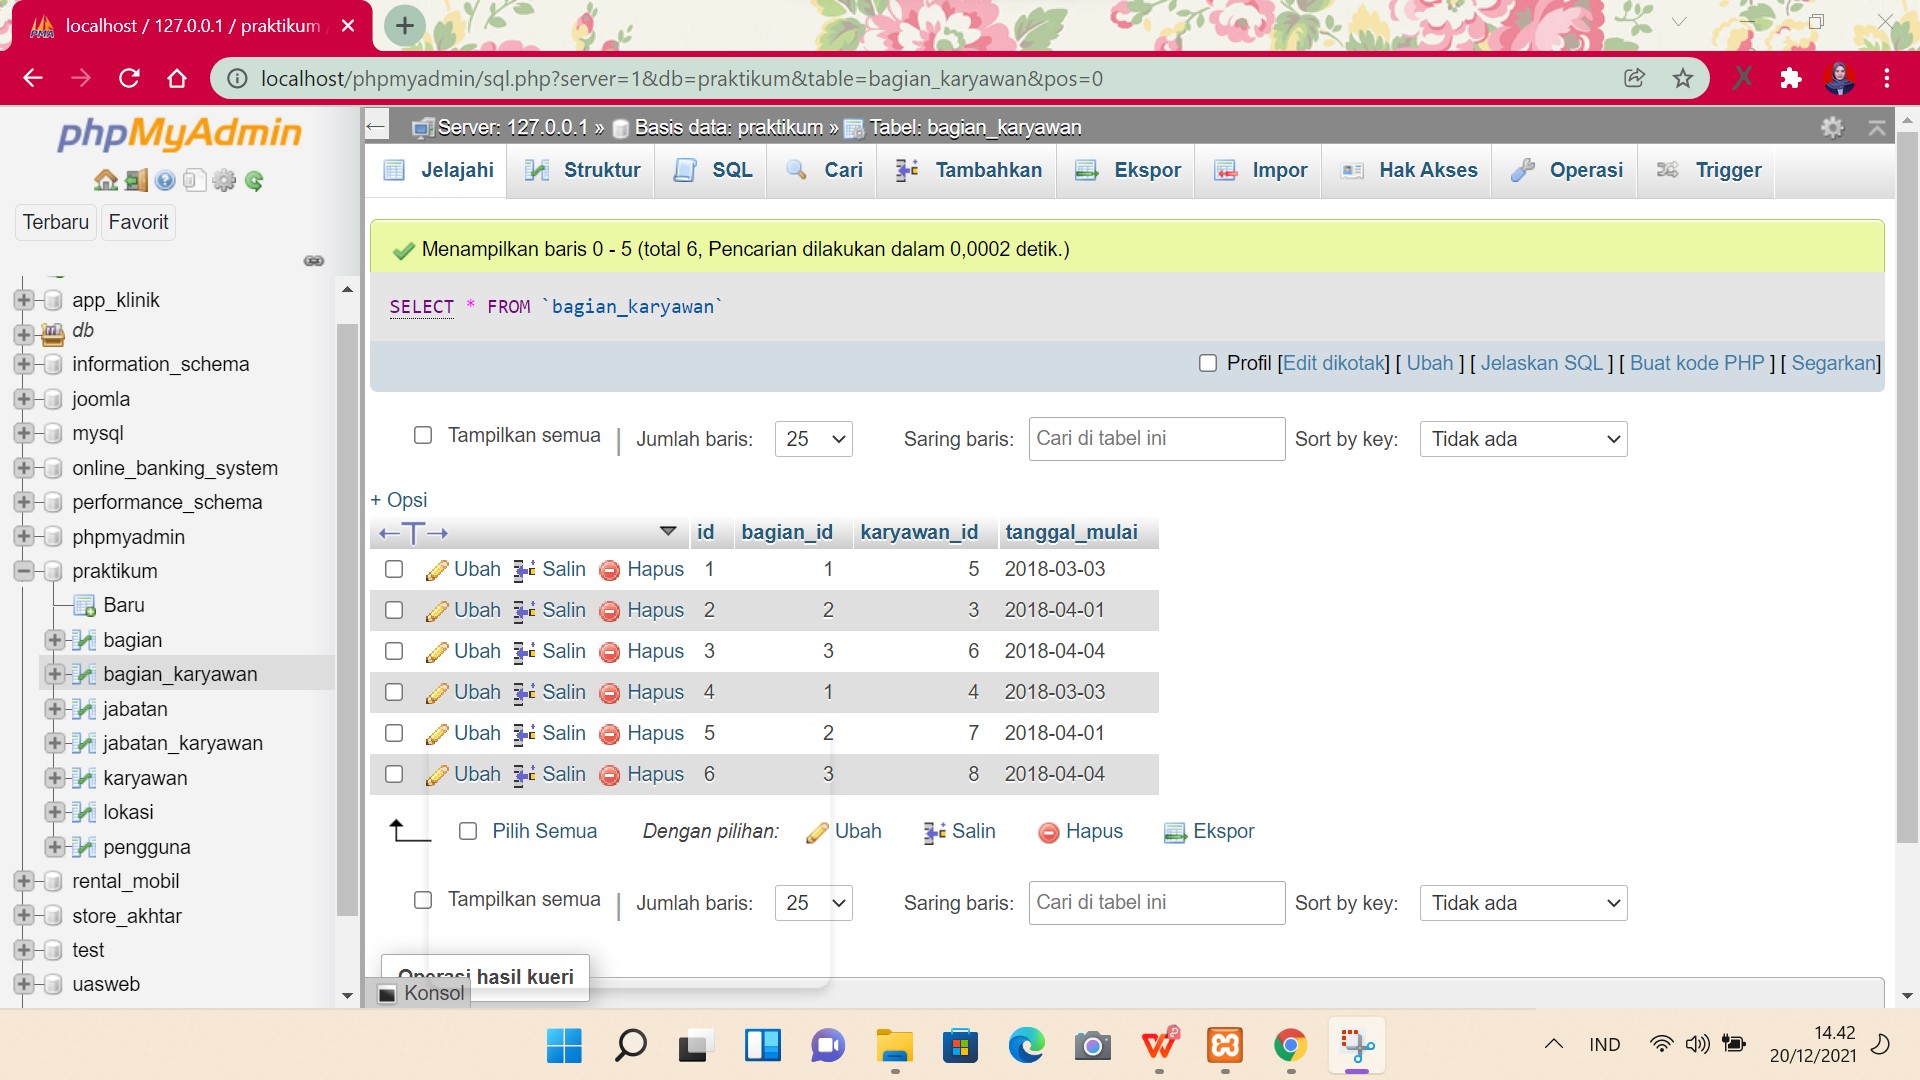 localhost / 127.0.0.1 / praktikum
localhost/phpmyadmin/sql.php?server=1&db=praktikum&table=bagian_karyawan&pos=0
phpMyAdmin
Terbaru
Favorit
app_klinik
db
information_schema
joomla
mysql
online_banking_system
performance_schema
phpmyadmin
praktikum
Baru
bagian
bagian_karyawan
jabatan
jabatan_karyawan
karyawan
lokasi
pengguna
rental_mobil
store_akhtar
test
uasweb
Server: 127.0.0.1 » Basis data: praktikum » Tabel: bagian_karyawan
Jelajahi Struktur SQL Cari Tambahkan Ekspor Impor Hak Akses Operasi Trigger
Menampilkan baris 0 - 5 (total 6, Pencarian dilakukan dalam 0,0002 detik.)
SELECT * FROM `bagian_karyawan`
Profil [Edit dikotak] [ Ubah ] [ Jelaskan SQL ] [ Buat kode PHP ] [ Segarkan]
Tampilkan semua | Jumlah baris: 25 Saring baris: Cari di tabel ini Sort by key: Tidak ada
+ Opsi
←T→ id bagian_id karyawan_id tanggal_mulai
Ubah Salin Hapus 1 1 5 2018-03-03
Ubah Salin Hapus 2 2 3 2018-04-01
Ubah Salin Hapus 3 3 6 2018-04-04
Ubah Salin Hapus 4 1 4 2018-03-03
Ubah Salin Hapus 5 2 7 2018-04-01
Ubah Salin Hapus 6 3 8 2018-04-04
Pilih Semua Dengan pilihan: Ubah Salin Hapus Ekspor
Tampilkan semua | Jumlah baris: 25 Saring baris: Cari di tabel ini Sort by key: Tidak ada
Operasi hasil kueri
Konsol
IND
14.42
20/12/2021